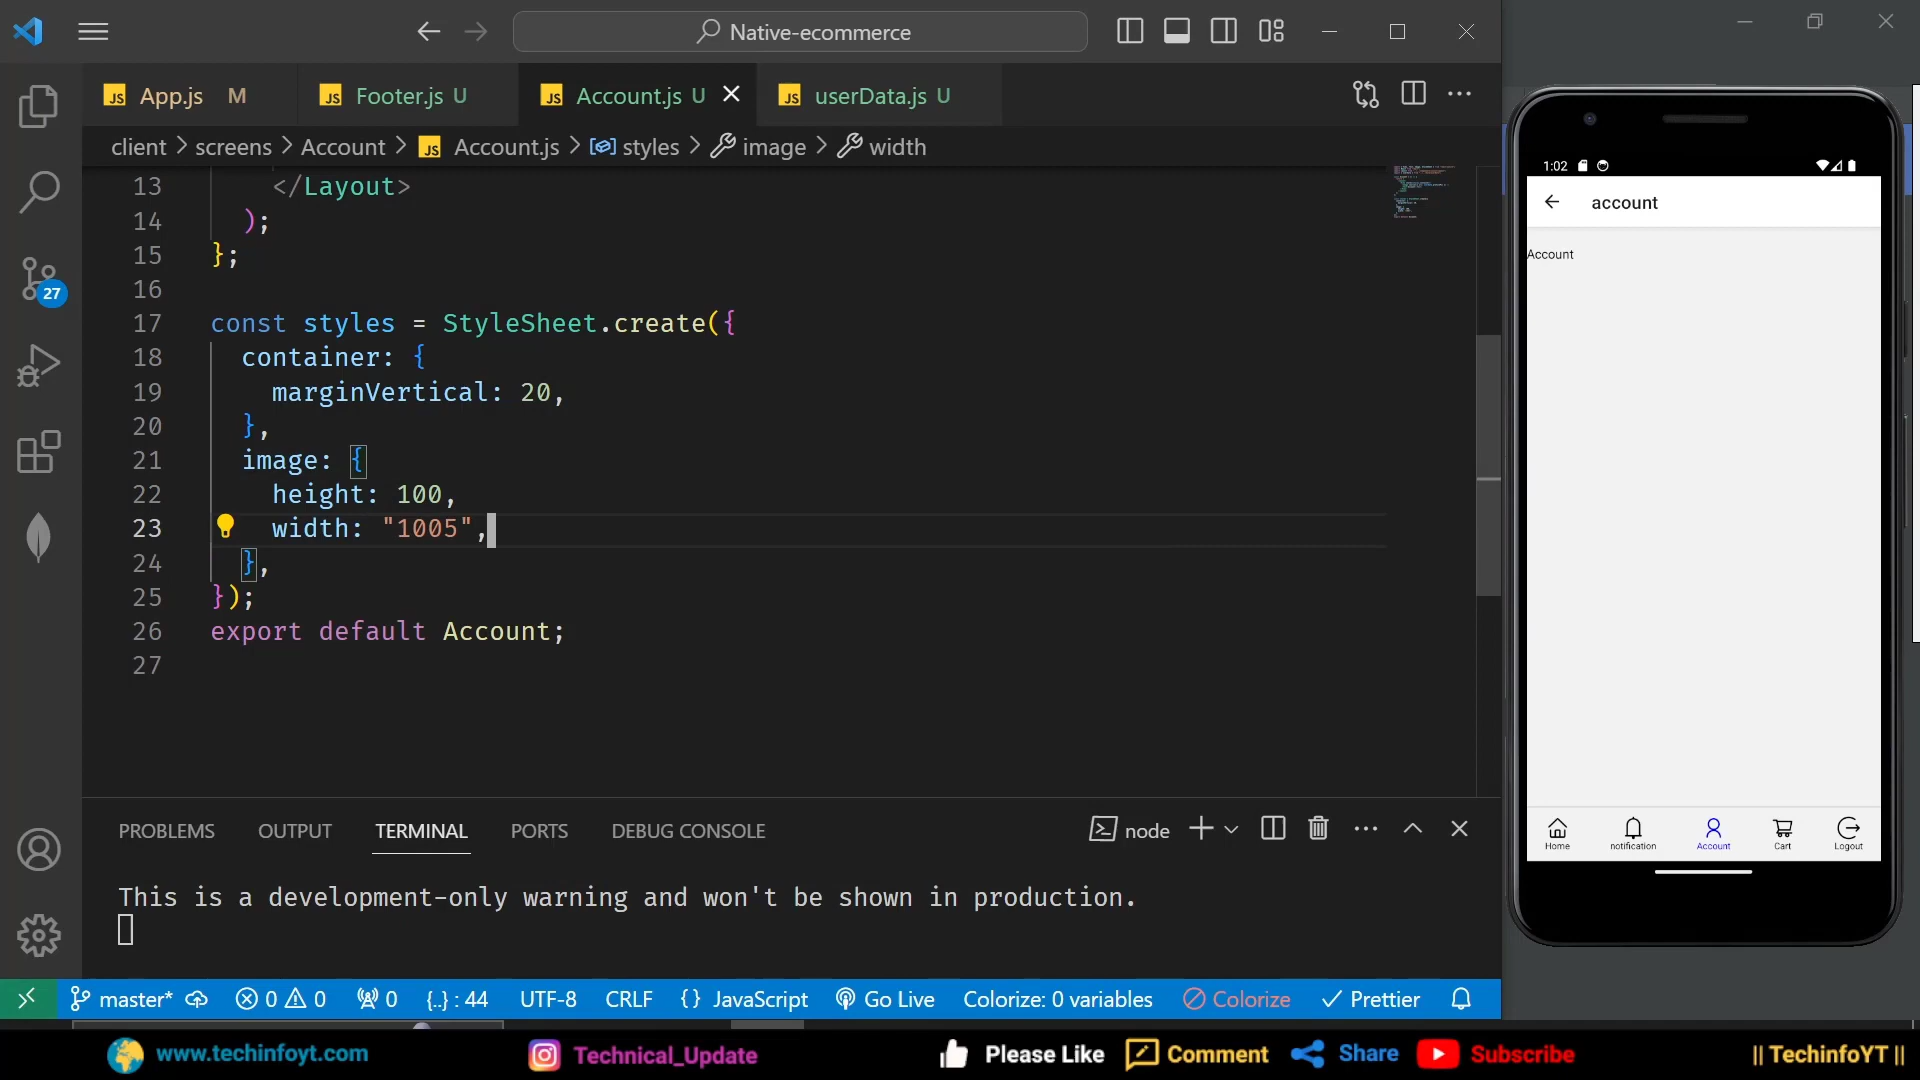 Native-ecommerce
App.js M
Footer.js U
Account.js U
userData.js U
client > screens > Account > Account.js > styles > image > width
13 </Layout>
14 );
15 };
16
17 const styles = StyleSheet.create({
18 container: {
19 marginVertical: 20,
20 },
21 image: {
22 height: 100,
23 width: "1005",
24 },
25 });
26 export default Account;
27
27
PROBLEMS OUTPUT TERMINAL PORTS DEBUG CONSOLE
node
This is a development-only warning and won't be shown in production.
master* 0 0 0 {..} : 44 UTF-8 CRLF {} JavaScript Go Live Colorize: 0 variables Colorize Prettier
1:02
account
Account
Home notification Account Cart Logout
www.techinfoyt.com Technical_Update Please Like Comment Share Subscribe || TechinfoYT ||